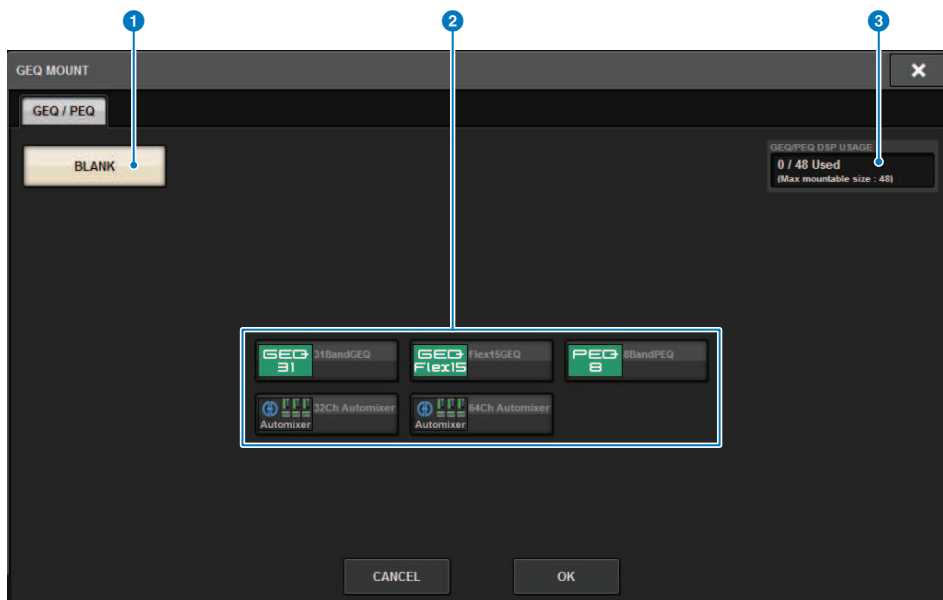 1 2 3
GEQ MOUNT
GEQ / PEQ
BLANK
GEQ/PEQ DSP USAGE
0 / 48 Used
(Max mountable size : 48)
GEQ 31 31BandGEQ
GEQ Flex15 Flex15GEQ
PEQ 8 8BandPEQ
Automixer 32Ch Automixer
Automixer 64Ch Automixer
CANCEL OK